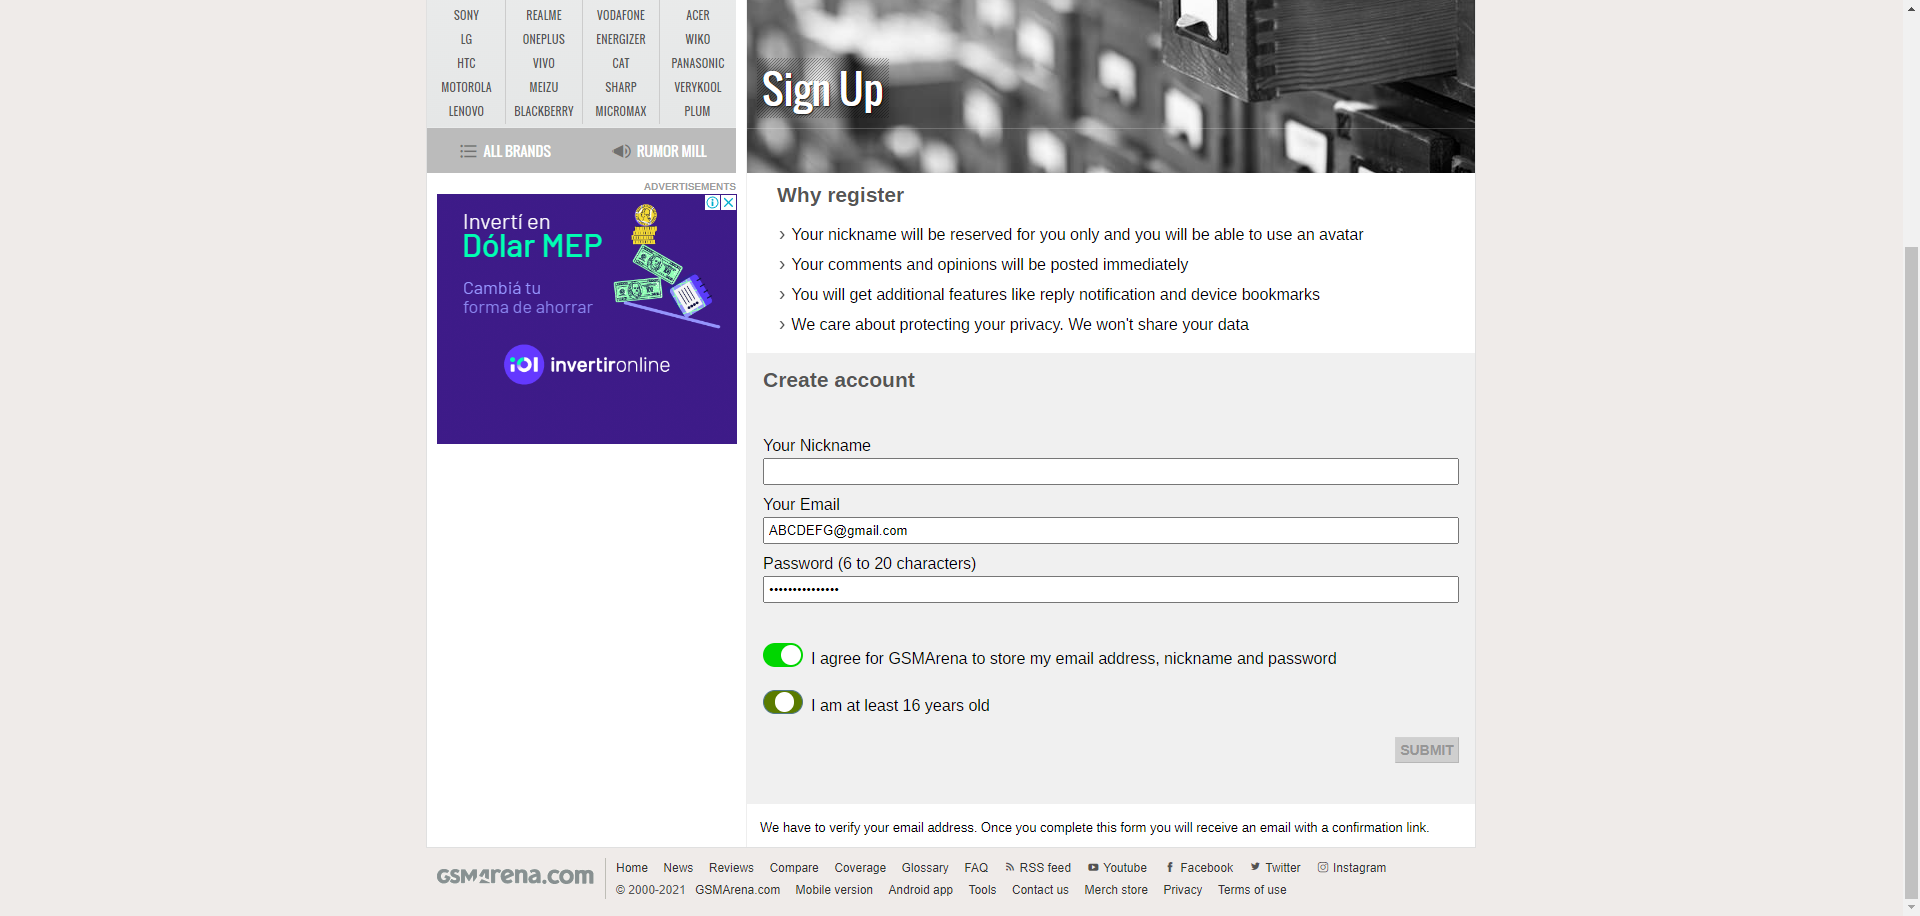 SONY REALME VODAFONE ACER
LG ONEPLUS ENERGIZER WIKO
HTC VIVO CAT PANASONIC
MOTOROLA MEIZU SHARP VERYKOOL
LENOVO BLACKBERRY MICROMAX PLUM
ALL BRANDS RUMOR MILL
ADVERTISEMENTS
Invertí en
Dólar MEP
Cambiá tu
forma de ahorrar
iol invertironline
Sign Up
Why register
› Your nickname will be reserved for you only and you will be able to use an avatar
› Your comments and opinions will be posted immediately
› You will get additional features like reply notification and device bookmarks
› We care about protecting your privacy. We won't share your data
Create account
Your Nickname
Your Email
ABCDEFG@gmail.com
Password (6 to 20 characters)
•••••••••••••••
I agree for GSMArena to store my email address, nickname and password
I am at least 16 years old
SUBMIT
We have to verify your email address. Once you complete this form you will receive an email with a confirmation link.
GSMArena.com
Home News Reviews Compare Coverage Glossary FAQ RSS feed Youtube Facebook Twitter Instagram
© 2000-2021 GSMArena.com Mobile version Android app Tools Contact us Merch store Privacy Terms of use